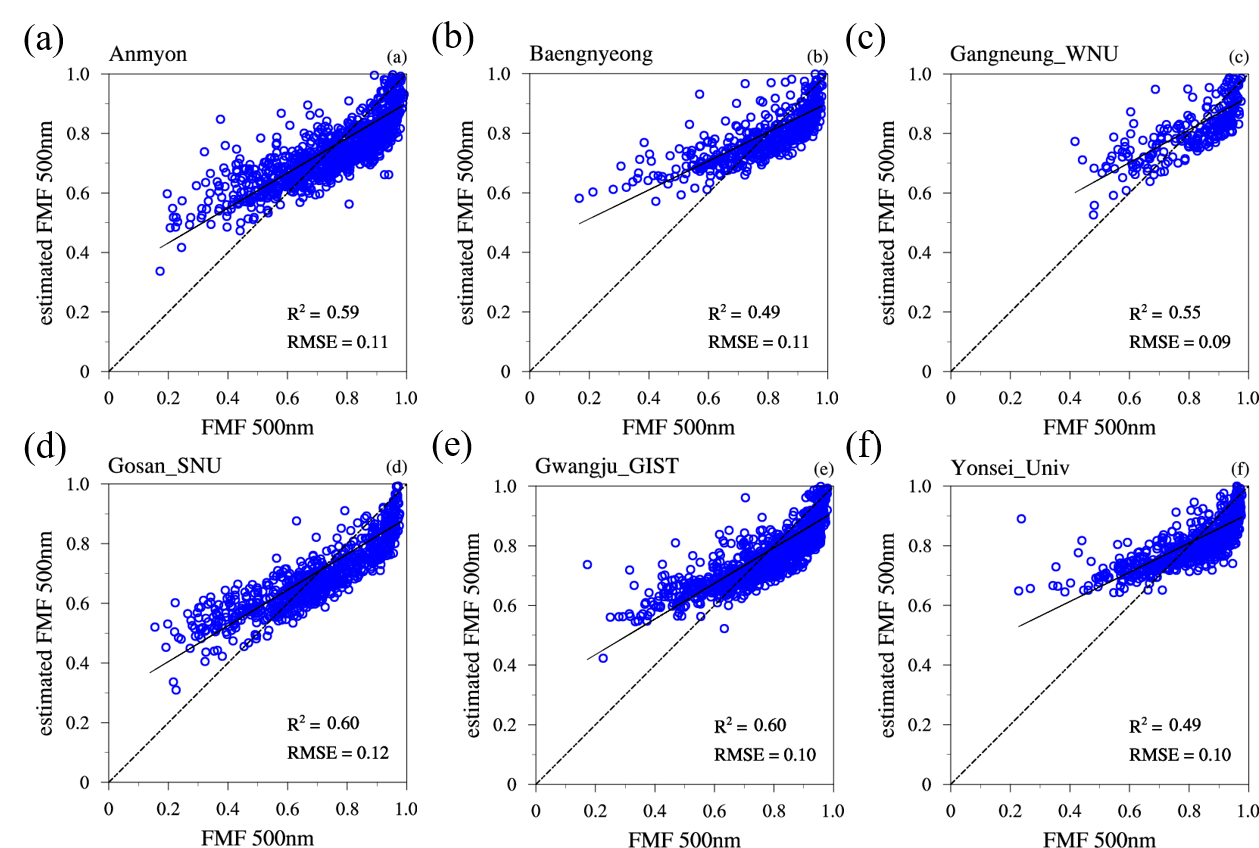 (a) (b) (c)
Anmyon (a) Baengnyeong (b) Gangneung_WNU (c)
1.0 1.0 1.0
0.8 0.8 0.8
0.6 0.6 0.6
0.4 0.4 0.4
0.2 0.2 0.2
0 0 0
estimated FMF 500nm estimated FMF 500nm estimated FMF 500nm
R² = 0.59 R² = 0.49 R² = 0.55
RMSE = 0.11 RMSE = 0.11 RMSE = 0.09
0 0.2 0.4 0.6 0.8 1.0 0 0.2 0.4 0.6 0.8 1.0 0 0.2 0.4 0.6 0.8 1.0
FMF 500nm FMF 500nm FMF 500nm
(d) (e) (f)
Gosan_SNU (d) Gwangju_GIST (e) Yonsei_Univ (f)
1.0 1.0 1.0
0.8 0.8 0.8
0.6 0.6 0.6
0.4 0.4 0.4
0.2 0.2 0.2
0 0 0
estimated FMF 500nm estimated FMF 500nm estimated FMF 500nm
R² = 0.60 R² = 0.60 R² = 0.49
RMSE = 0.12 RMSE = 0.10 RMSE = 0.10
0 0.2 0.4 0.6 0.8 1.0 0 0.2 0.4 0.6 0.8 1.0 0 0.2 0.4 0.6 0.8 1.0
FMF 500nm FMF 500nm FMF 500nm